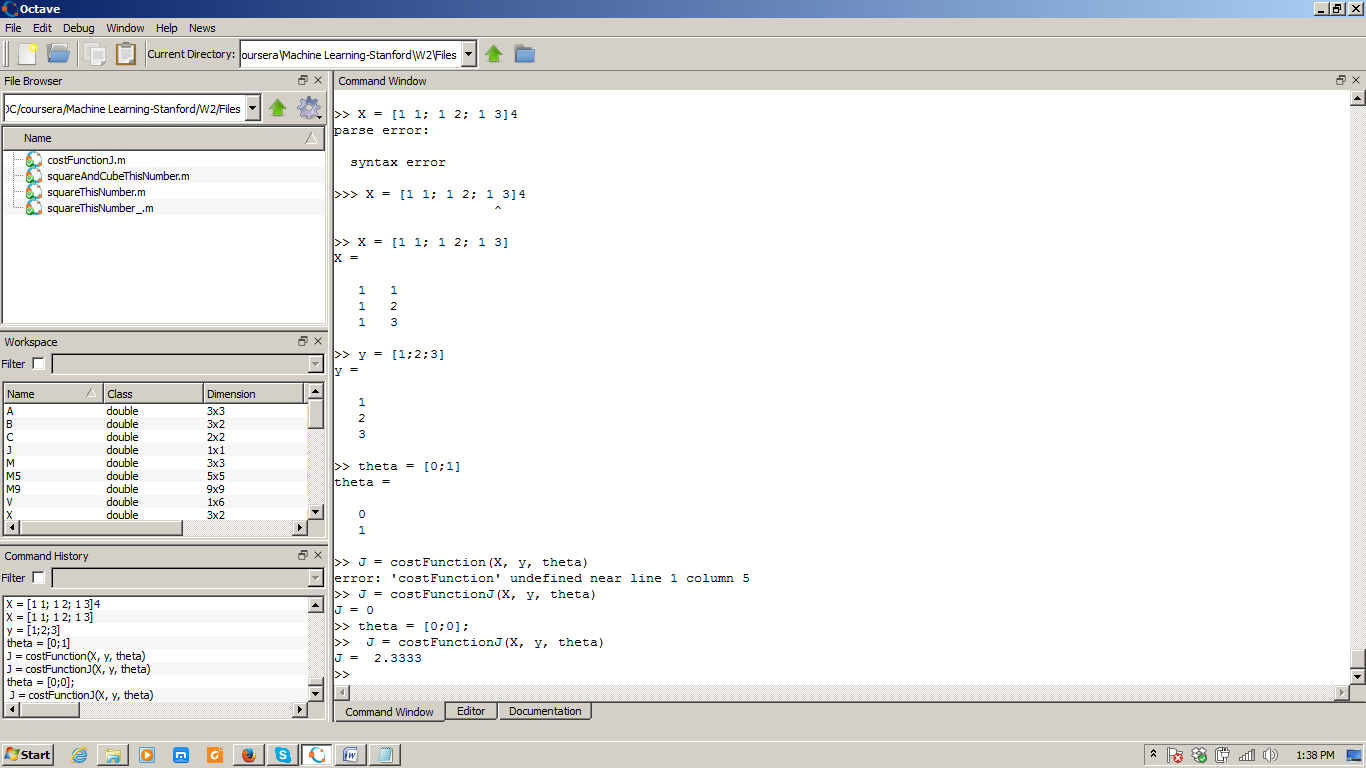 Octave
File Edit Debug Window Help News
Current Directory: oursera\Machine Learning-Stanford\W2\Files
File Browser
C/coursera/Machine Learning-Stanford/W2/Files
Name
costFunctionJ.m
squareAndCubeThisNumber.m
squareThisNumber.m
squareThisNumber_.m
Workspace
Filter
Name Class Dimension
A double 3x3
B double 3x2
C double 2x2
J double 1x1
M double 3x3
M5 double 5x5
M9 double 9x9
V double 1x6
X double 3x2
Command History
Filter
X = [1 1; 1 2; 1 3]4
X = [1 1; 1 2; 1 3]
y = [1;2;3]
theta = [0;1]
J = costFunction(X, y, theta)
J = costFunctionJ(X, y, theta)
theta = [0;0];
J = costFunctionJ(X, y, theta)
Command Window
>> X = [1 1; 1 2; 1 3]4
parse error:
syntax error
>>> X = [1 1; 1 2; 1 3]4
^
>> X = [1 1; 1 2; 1 3]
X =
1 1
1 2
1 3
>> y = [1;2;3]
y =
1
2
3
>> theta = [0;1]
theta =
0
1
>> J = costFunction(X, y, theta)
error: 'costFunction' undefined near line 1 column 5
>> J = costFunctionJ(X, y, theta)
J = 0
>> theta = [0;0];
>>  J = costFunctionJ(X, y, theta)
J =  2.3333
>>
Command Window Editor Documentation
Start
1:38 PM